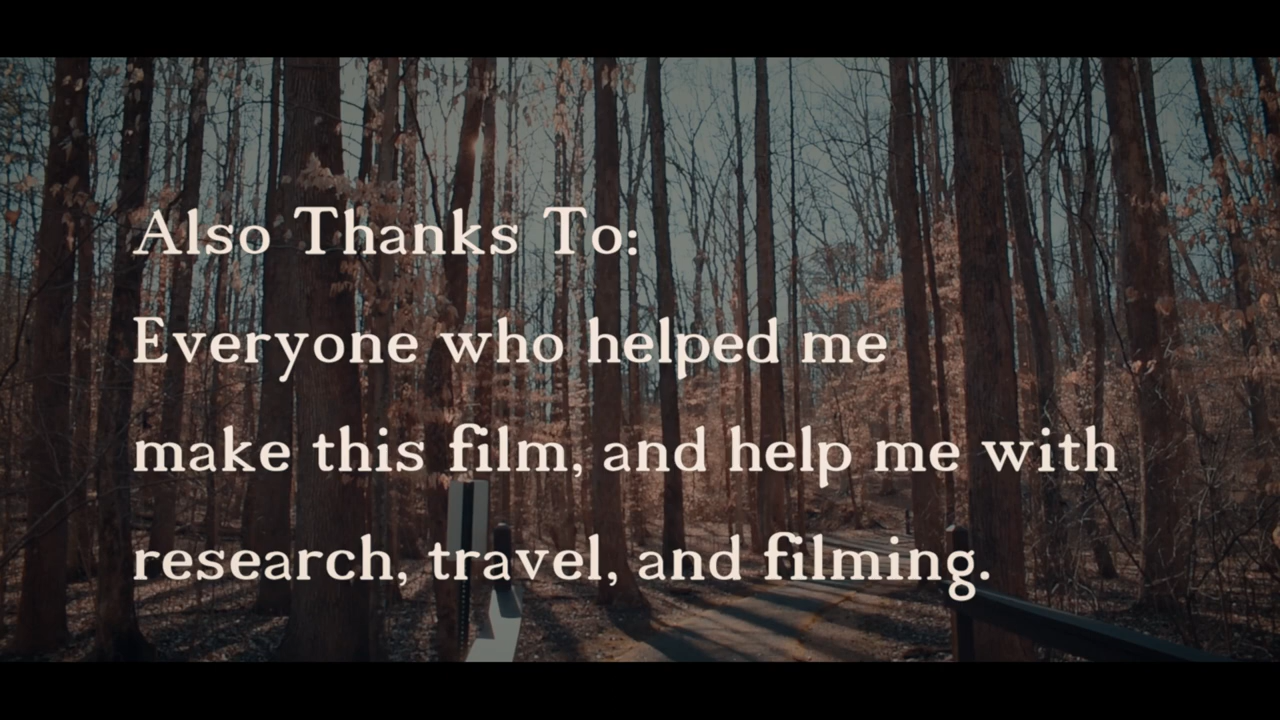 Also Thanks To:
Everyone who helped me
make this film, and help me with
research, travel, and filming.